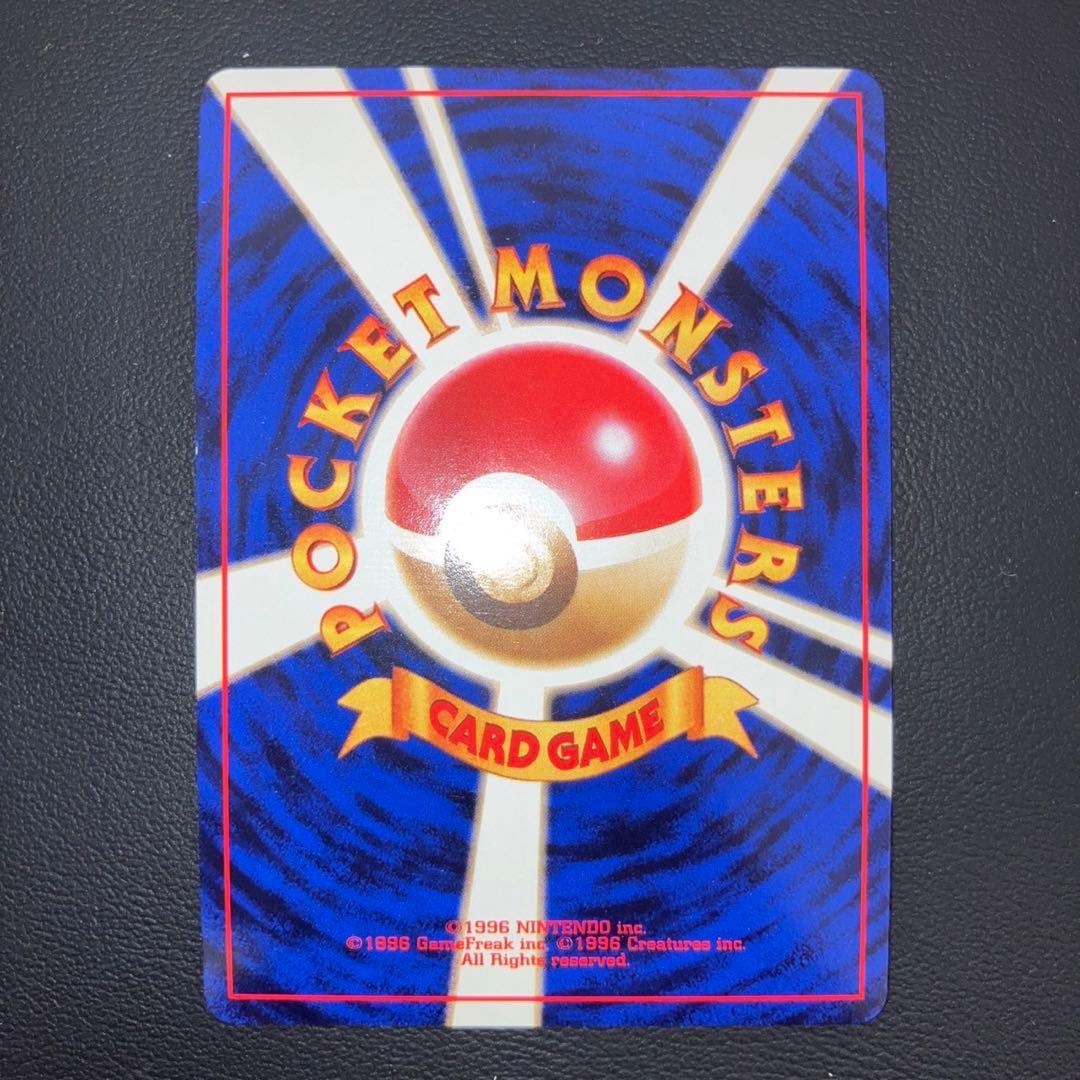 POCKET MONSTERS
CARD GAME
©1996 NINTENDO inc.
©1996 GameFreak inc. ©1996 Creatures inc.
All Rights reserved.